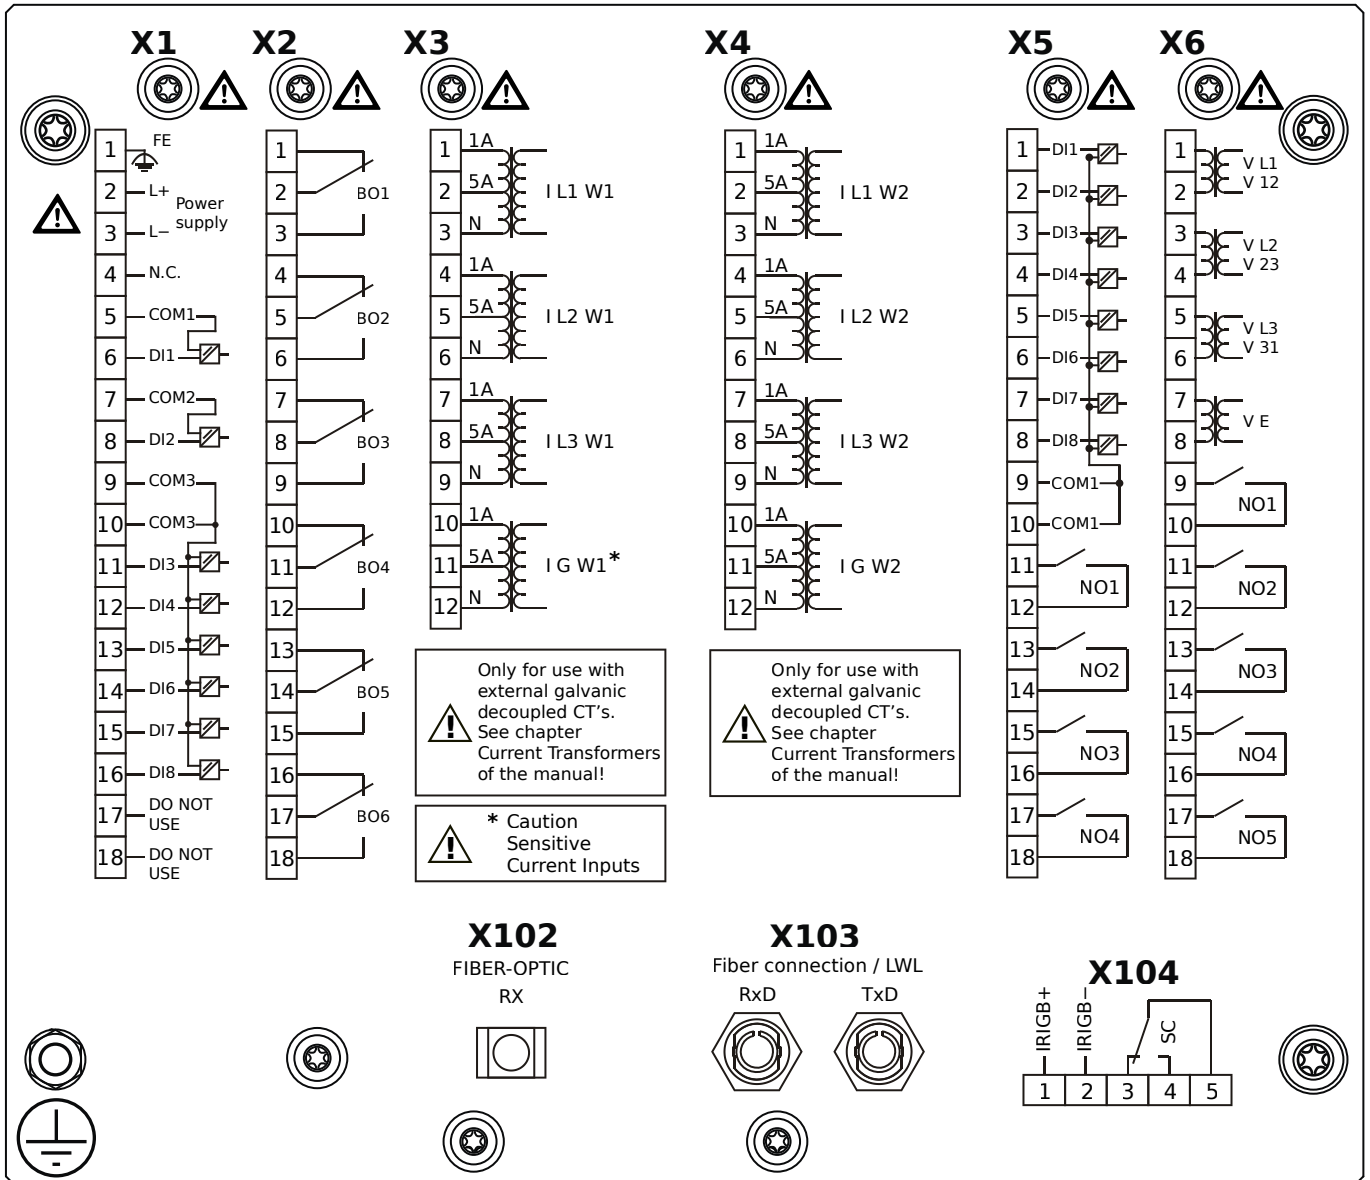 X1
X2
X3
X4
X5
X6
1 FE
2 L+ Power
supply
3 L−
4 N.C.
5 COM1
6 DI1
7 COM2
8 DI2
9 COM3
10 COM3
11 DI3
12 DI4
13 DI5
14 DI6
15 DI7
16 DI8
17 DO NOT
USE
18 DO NOT
USE
1
2 BO1
3
4
5 BO2
6
7
8 BO3
9
10
11 BO4
12
13
14 BO5
15
16
17 BO6
18
1 1A
2 5A I L1 W1
3 N
4 1A
5 5A I L2 W1
6 N
7 1A
8 5A I L3 W1
9 N
10 1A
11 5A I G W1*
12 N
Only for use with
external galvanic
decoupled CT's.
See chapter
Current Transformers
of the manual!
* Caution
Sensitive
Current Inputs
1 1A
2 5A I L1 W2
3 N
4 1A
5 5A I L2 W2
6 N
7 1A
8 5A I L3 W2
9 N
10 1A
11 5A I G W2
12 N
Only for use with
external galvanic
decoupled CT's.
See chapter
Current Transformers
of the manual!
1 DI1
2 DI2
3 DI3
4 DI4
5 DI5
6 DI6
7 DI7
8 DI8
9 COM1
10 COM1
11
NO1
12
13
NO2
14
15
NO3
16
17
NO4
18
1 V L1
2 V 12
3 V L2
4 V 23
5 V L3
6 V 31
7
V E
8
9
NO1
10
11
NO2
12
13
NO3
14
15
NO4
16
17
NO5
18
X102
FIBER-OPTIC
RX
X103
Fiber connection / LWL
RxD TxD
X104
IRIGB+
IRIGB−
SC
1 2 3 4 5